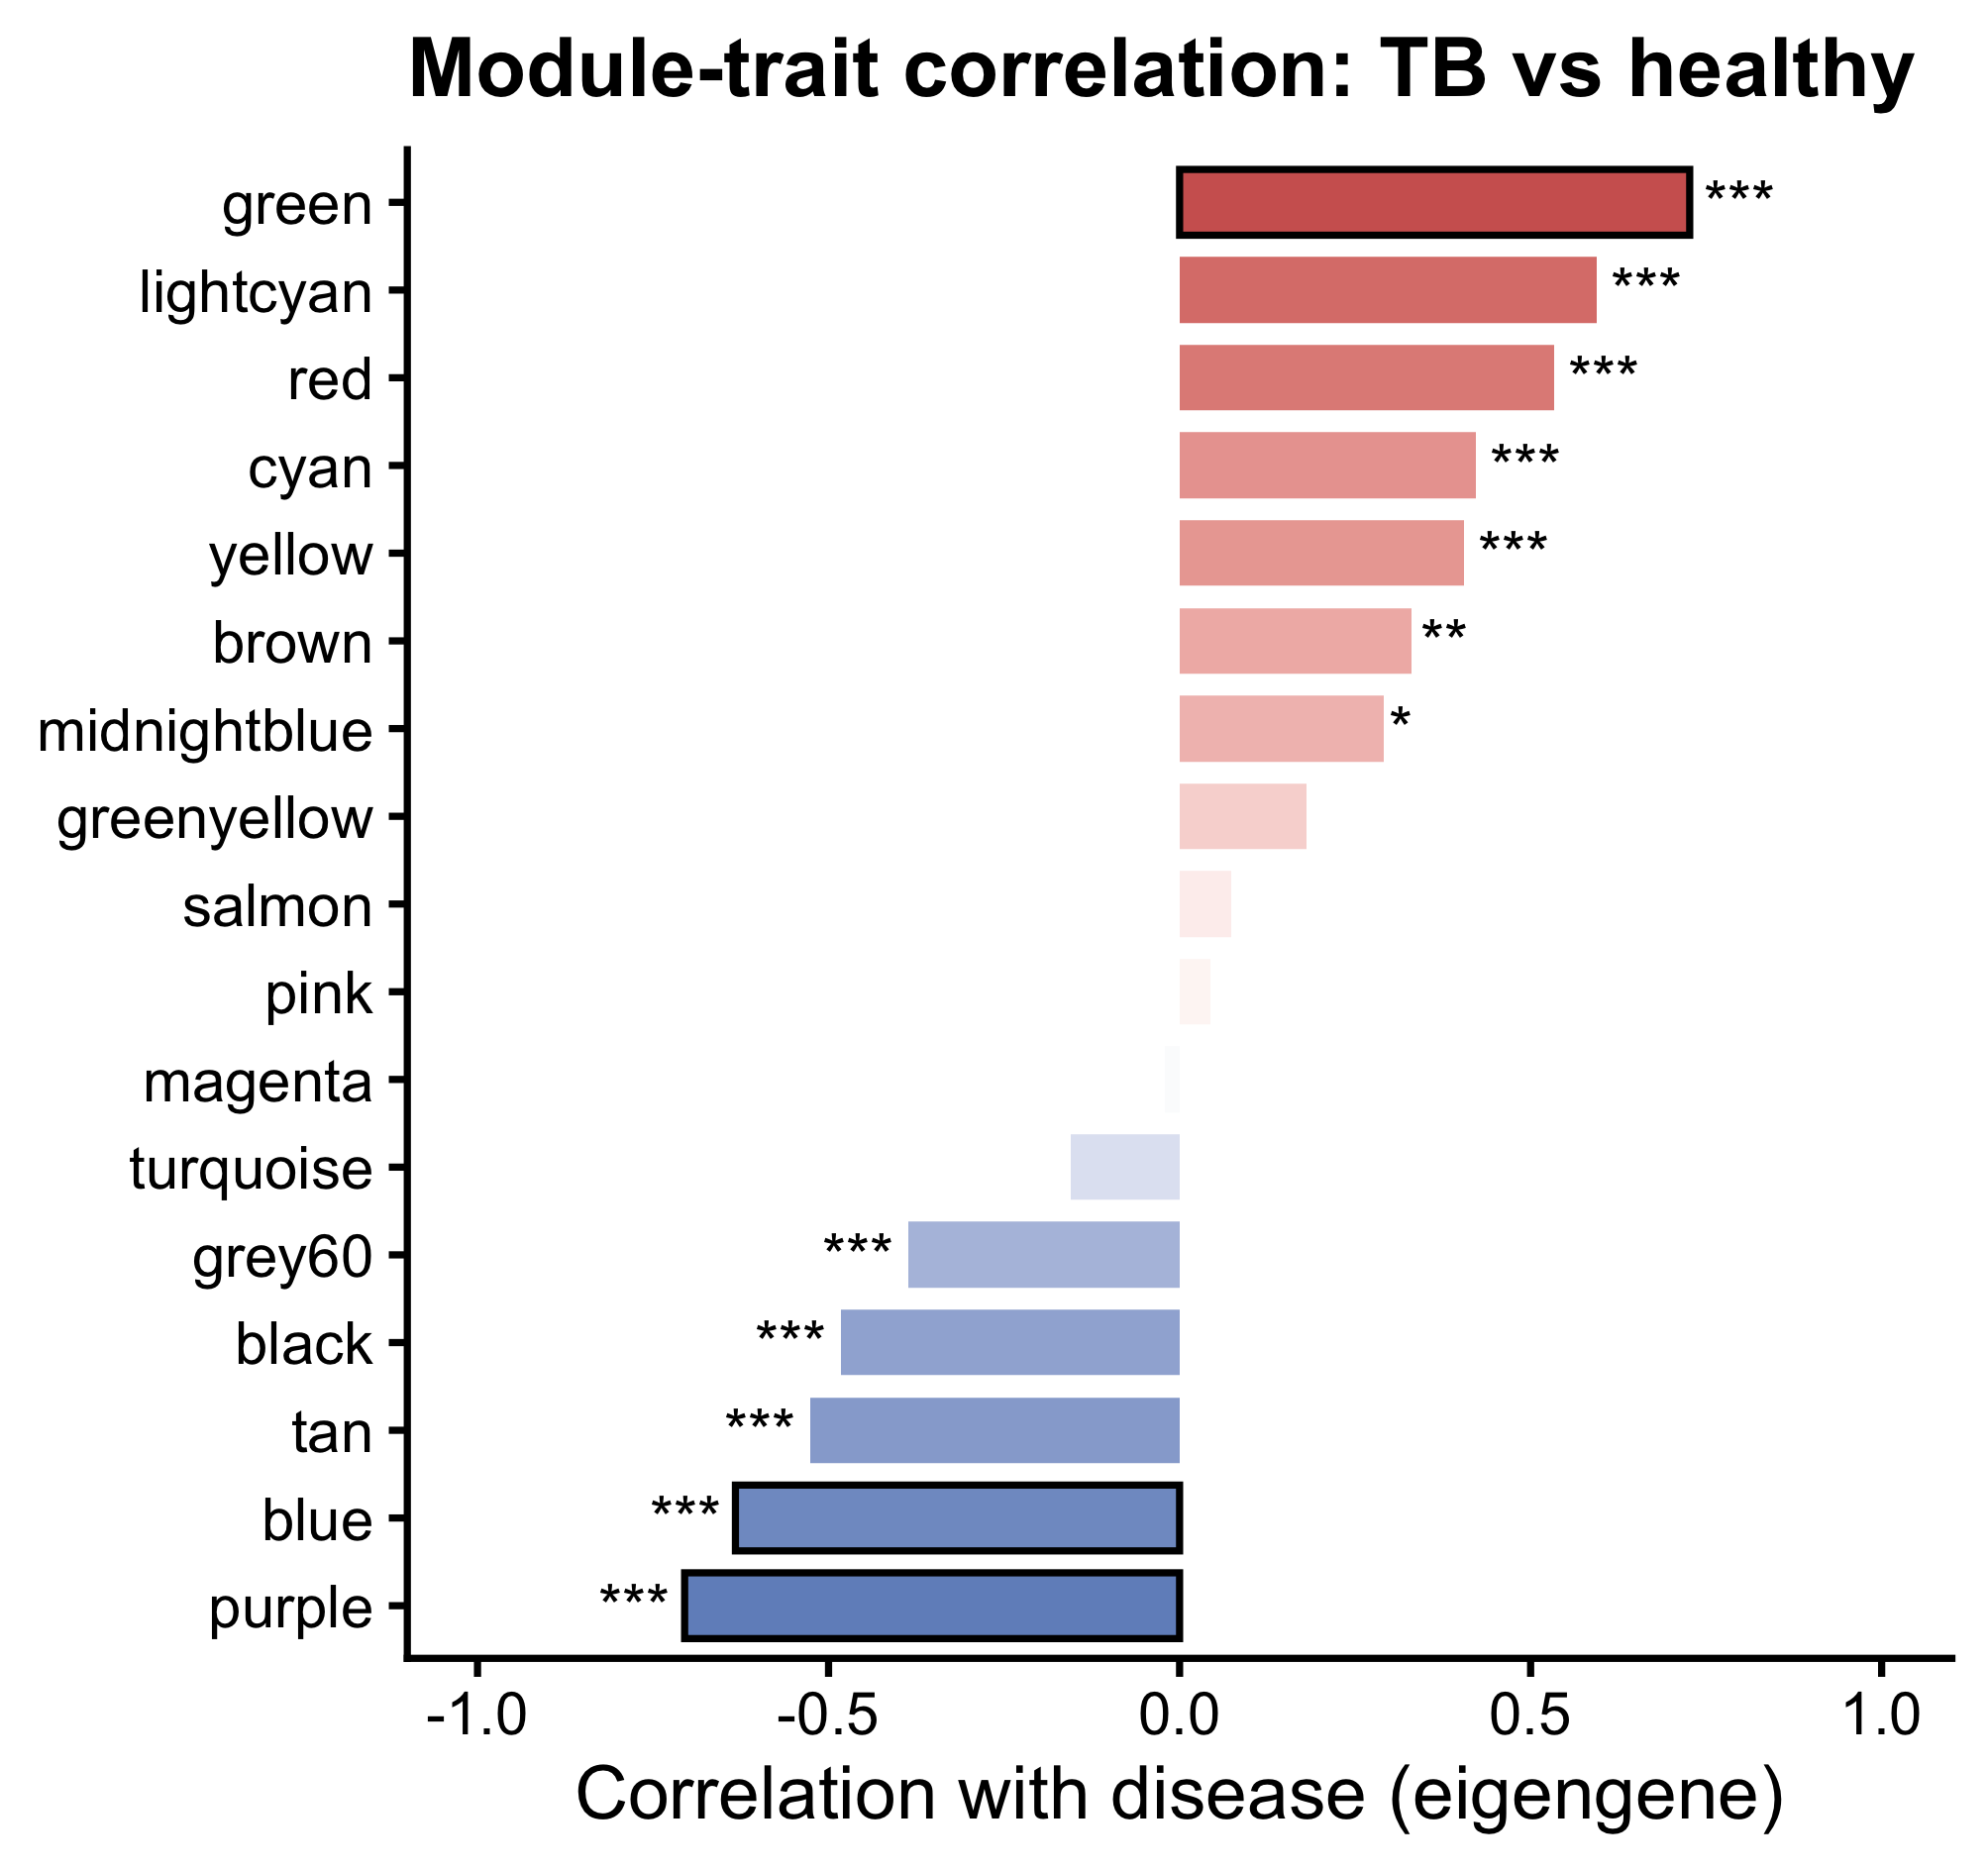 Module-trait correlation: TB vs healthy
green ***
lightcyan ***
red ***
cyan ***
yellow ***
brown **
midnightblue *
greenyellow
salmon
pink
magenta
turquoise
grey60 ***
black ***
tan ***
blue ***
purple ***
-1.0 -0.5 0.0 0.5 1.0
Correlation with disease (eigengene)